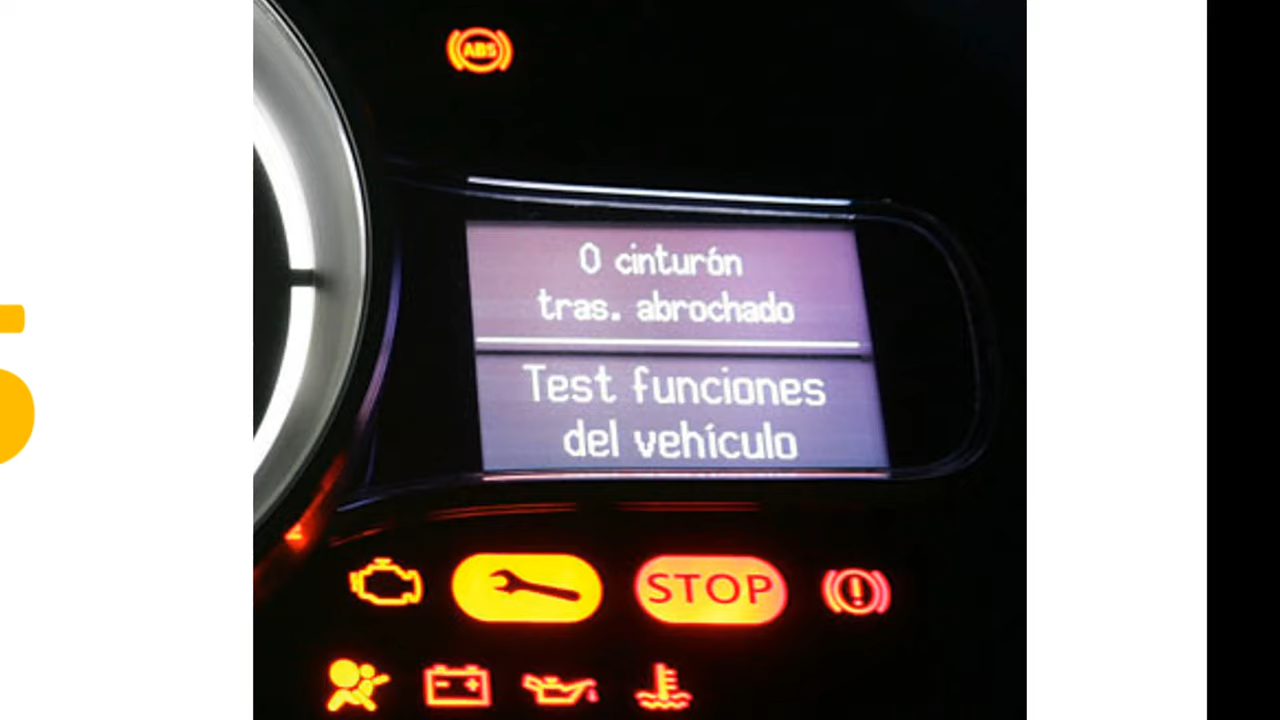 ABS
0 cinturón
tras. abrochado
Test funciones
del vehículo
STOP